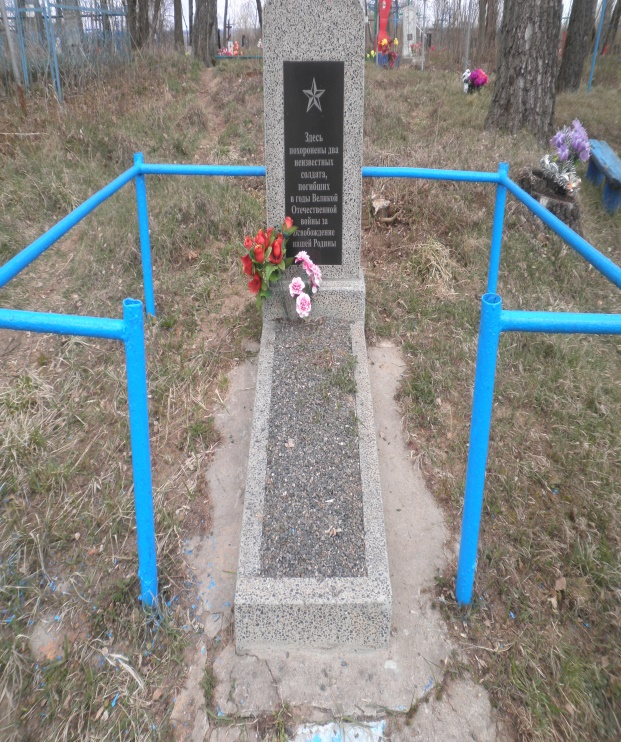 Здесь
похоронены два
неизвестных
солдата,
погибших
в годы Великой
Отечественной
войны за
освобождение
нашей Родины